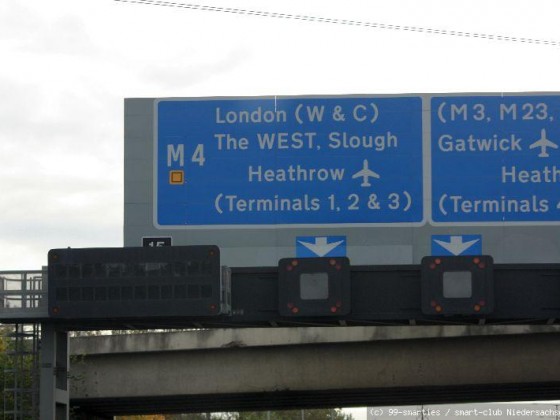 London (W & C)
The WEST, Slough
M4
Heathrow
(Terminals 1, 2 & 3)
(M3, M23,
Gatwick
Heath
(Terminals
15
(c) 99-smarties / smart-club Niedersachs